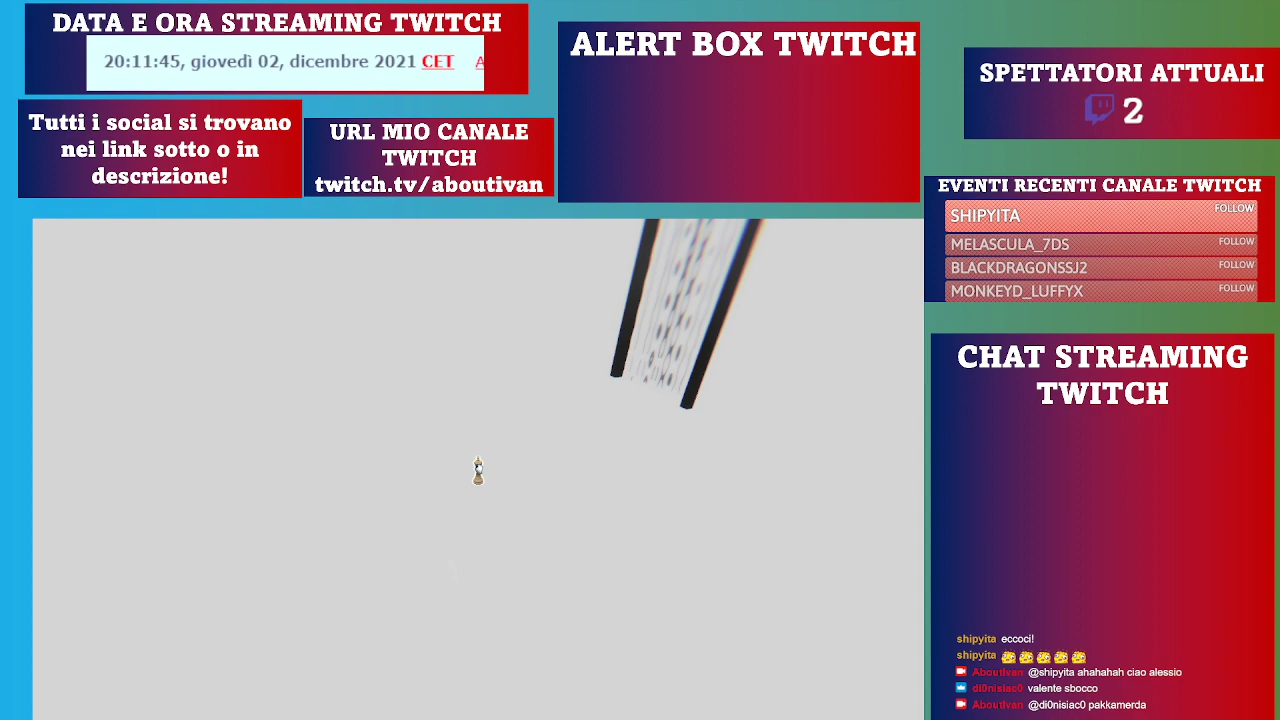 DATA E ORA STREAMING TWITCH
20:11:45, giovedì 02, dicembre 2021 CET
Tutti i social si trovano
nei link sotto o in
descrizione!
URL MIO CANALE
TWITCH
twitch.tv/aboutivan
ALERT BOX TWITCH
SPETTATORI ATTUALI
2
EVENTI RECENTI CANALE TWITCH
SHIPYITA FOLLOW
MELASCULA_7DS FOLLOW
BLACKDRAGONSSJ2 FOLLOW
MONKEYD_LUFFYX FOLLOW
CHAT STREAMING
TWITCH
shipyita eccoci!
shipyita
AboutIvan @shipyita ahahahah ciao alessio
di0nisiac0 valente sbocco
AboutIvan @di0nisiac0 pakkamerda